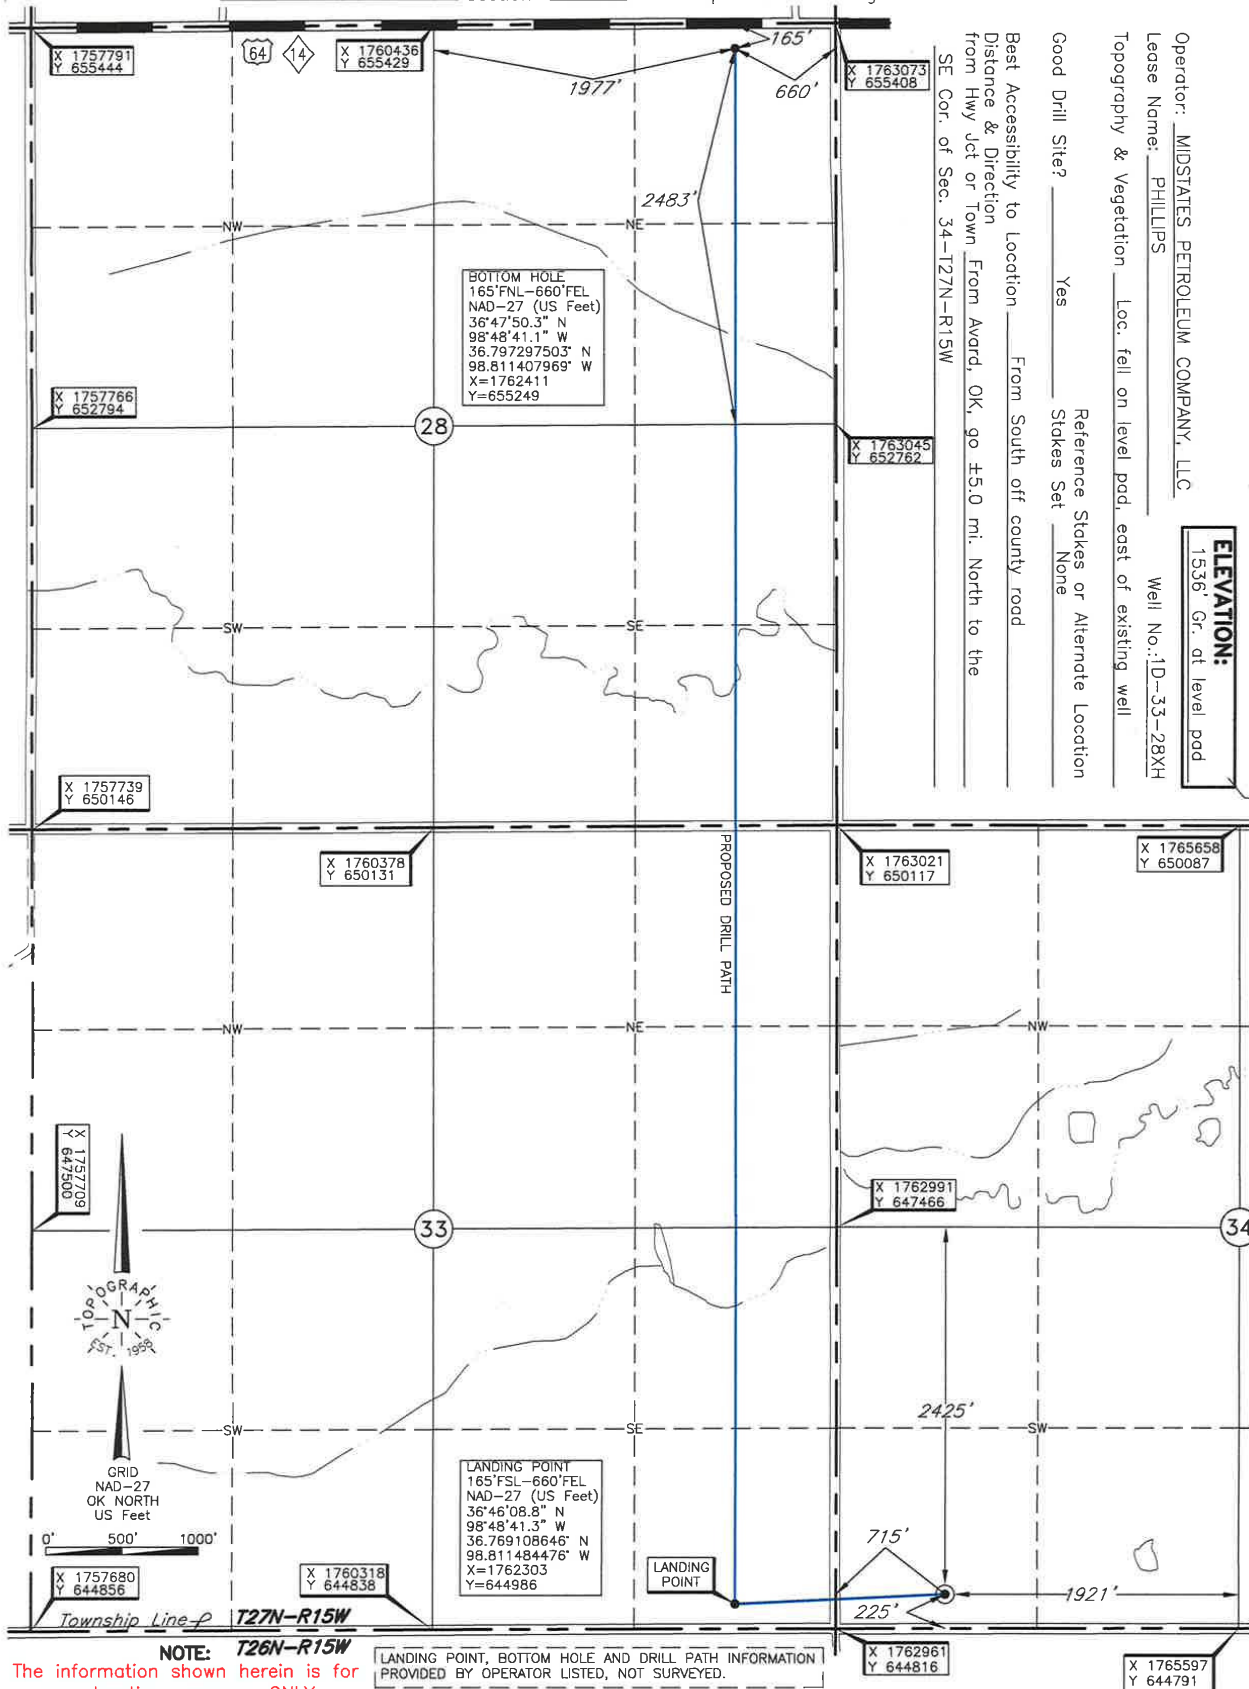 X 1757791
Y 655444
64
14
X 1760436
Y 655429
1977'
165'
660'
X 1763073
Y 655408
2483'
NW
NE
BOTTOM HOLE
165'FNL-660'FEL
NAD-27 (US Feet)
36°47'50.3" N
98°48'41.1" W
36.797297503° N
98.811407969° W
X=1762411
Y=655249
X 1757766
Y 652794
28
X 1763045
Y 652762
SW
SE
X 1757739
Y 650146
Operator: MIDSTATES PETROLEUM COMPANY, LLC
Lease Name: PHILLIPS Well No.: 1D-33-28XH
Topography & Vegetation Loc. fell on level pad, east of existing well
Reference Stakes or Alternate Location
Good Drill Site? Yes Stakes Set None
Best Accessibility to Location From South off county road
Distance & Direction
from Hwy Jct or Town From Avard, OK, go ±5.0 mi. North to the
SE Cor. of Sec. 34-T27N-R15W
ELEVATION:
1536' Gr. at level pad
X 1760378
Y 650131
PROPOSED DRILL PATH
X 1763021
Y 650117
X 1765658
Y 650087
NW
NE
NW
X 1757709
Y 647500
X 1762991
Y 647466
33
34
TOPOGRAPHIC
N
EST. 1958
2425'
SW
SE
SW
GRID
NAD-27
OK NORTH
US Feet
0' 500' 1000'
LANDING POINT
165'FSL-660'FEL
NAD-27 (US Feet)
36°46'08.8" N
98°48'41.3" W
36.769108646° N
98.811484476° W
X=1762303
Y=644986
X 1757680
Y 644856
X 1760318
Y 644838
LANDING
POINT
715'
225'
1921'
Township Line
T27N-R15W
T26N-R15W
X 1762961
Y 644816
X 1765597
Y 644791
NOTE:
The information shown herein is for
ONLY
LANDING POINT, BOTTOM HOLE AND DRILL PATH INFORMATION
PROVIDED BY OPERATOR LISTED, NOT SURVEYED.